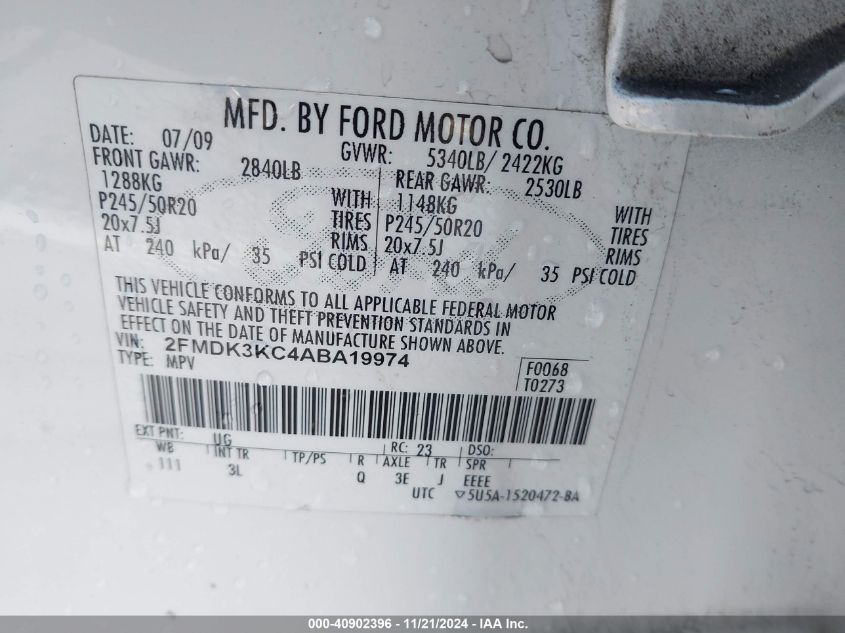 MFD. BY FORD MOTOR CO.
DATE: 07/09 GVWR: 5340LB/ 2422KG
FRONT GAWR: 2840LB REAR GAWR: 2530LB
1288KG WITH 1148KG WITH
P245/50R20 TIRES P245/50R20 TIRES
20x7.5J RIMS 20x7.5J RIMS
AT 240 kPa/ 35 PSI COLD AT 240 kPa/ 35 PSI COLD
THIS VEHICLE CONFORMS TO ALL APPLICABLE FEDERAL MOTOR
VEHICLE SAFETY AND THEFT PREVENTION STANDARDS IN
EFFECT ON THE DATE OF MANUFACTURE SHOWN ABOVE.
VIN: 2FMDK3KC4ABA19974
TYPE: MPV F0068
T0273
EXT PNT: UG RC: 23 DSO:
WB INT TR TP/PS R AXLE TR SPR
111 3L Q 3E J EEEE
UTC ▽5U5A-1520472-BA
000-40902396 - 11/21/2024 - IAA Inc.